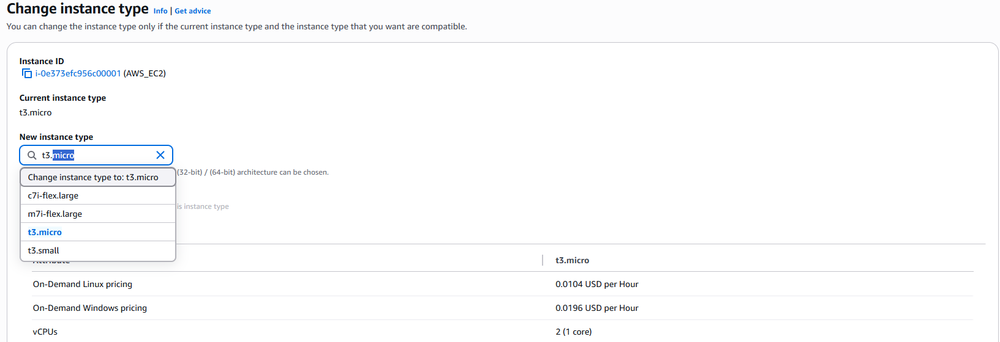 Change instance type Info | Get advice
You can change the instance type only if the current instance type and the instance type that you want are compatible.
Instance ID
i-0e373efc956c00001 (AWS_EC2)
Current instance type
t3.micro
New instance type
t3.micro
(32-bit) / (64-bit) architecture can be chosen.
Change instance type to: t3.micro
c7i-flex.large
is instance type
m7i-flex.large
t3.micro
t3.small
Attribute t3.micro
On-Demand Linux pricing 0.0104 USD per Hour
On-Demand Windows pricing 0.0196 USD per Hour
vCPUs 2 (1 core)